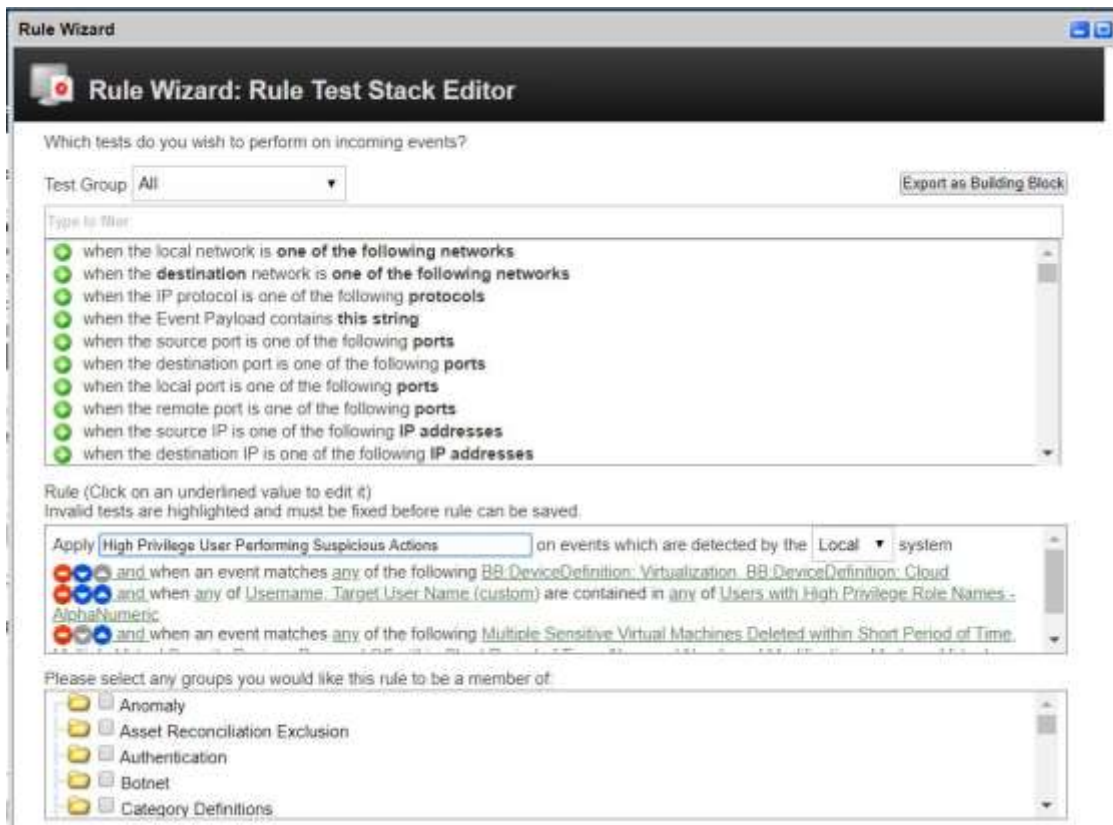 Rule Wizard
Rule Wizard: Rule Test Stack Editor
Which tests do you wish to perform on incoming events?
Test Group All
Export as Building Block
Type to filter
when the local network is one of the following networks
when the destination network is one of the following networks
when the IP protocol is one of the following protocols
when the Event Payload contains this string
when the source port is one of the following ports
when the destination port is one of the following ports
when the local port is one of the following ports
when the remote port is one of the following ports
when the source IP is one of the following IP addresses
when the destination IP is one of the following IP addresses
Rule (Click on an underlined value to edit it)
Invalid tests are highlighted and must be fixed before rule can be saved.
Apply High Privilege User Performing Suspicious Actions on events which are detected by the Local system
and when an event matches any of the following BB:DeviceDefinition: Virtualization, BB:DeviceDefinition: Cloud
and when any of Username, Target User Name (custom) are contained in any of Users with High Privilege Role Names -
AlphaNumeric
and when an event matches any of the following Multiple Sensitive Virtual Machines Deleted within Short Period of Time,
Please select any groups you would like this rule to be a member of:
Anomaly
Asset Reconciliation Exclusion
Authentication
Botnet
Category Definitions